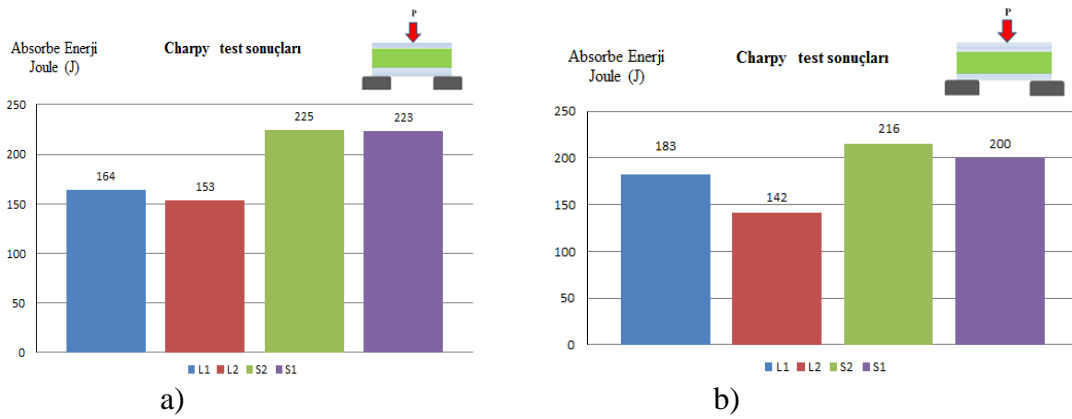 P
Absorbe Enerji
Joule (J)
Charpy test sonuçları
250
200
150
100
50
0
164
153
225
223
L1 L2 S2 S1
a)
P
Absorbe Enerji
Joule (J)
Charpy test sonuçları
250
200
150
100
50
0
183
142
216
200
L1 L2 S2 S1
b)